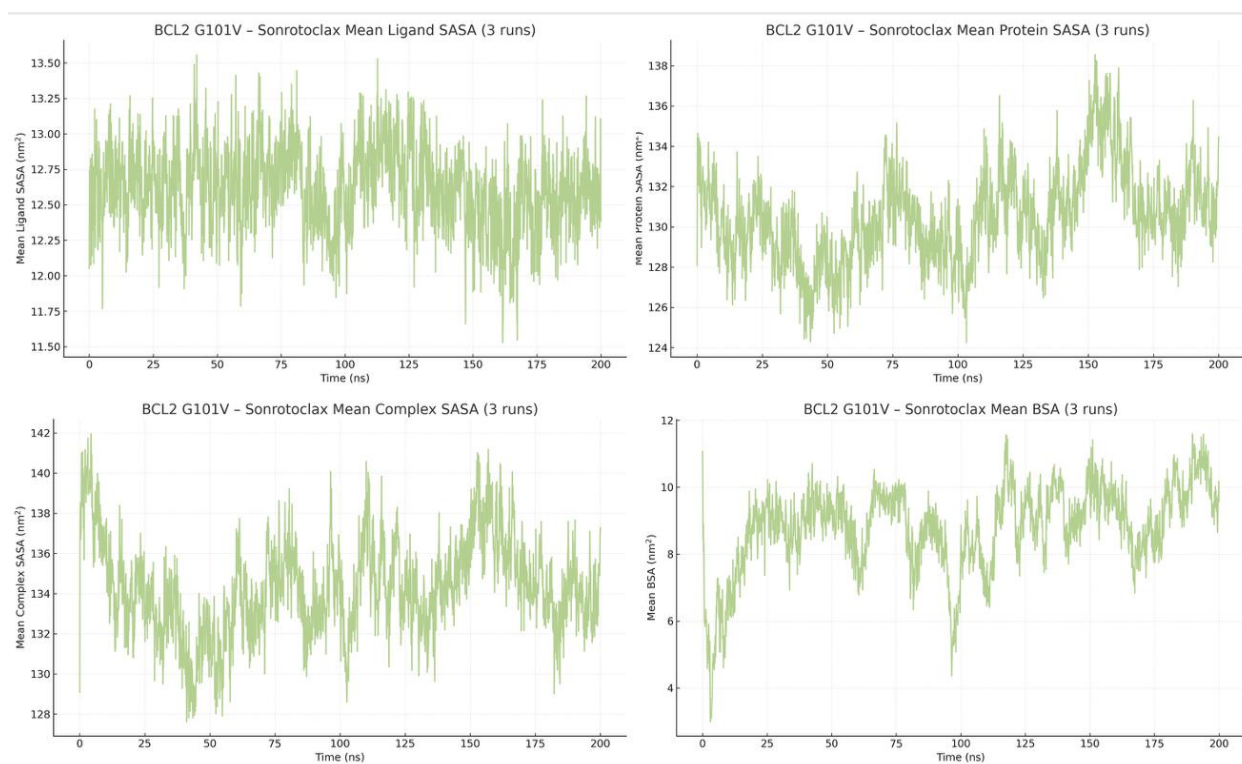 BCL2 G101V – Sonrotoclax Mean Ligand SASA (3 runs)
Mean Ligand SASA (nm²)
13.50
13.25
13.00
12.75
12.50
12.25
12.00
11.75
11.50
0 25 50 75 100 125 150 175 200
Time (ns)
BCL2 G101V – Sonrotoclax Mean Protein SASA (3 runs)
Mean Protein SASA (nm²)
138
136
134
132
130
128
126
124
0 25 50 75 100 125 150 175 200
Time (ns)
BCL2 G101V – Sonrotoclax Mean Complex SASA (3 runs)
Mean Complex SASA (nm²)
142
140
138
136
134
132
130
128
0 25 50 75 100 125 150 175 200
Time (ns)
BCL2 G101V – Sonrotoclax Mean BSA (3 runs)
Mean BSA (nm²)
12
10
8
6
4
0 25 50 75 100 125 150 175 200
Time (ns)